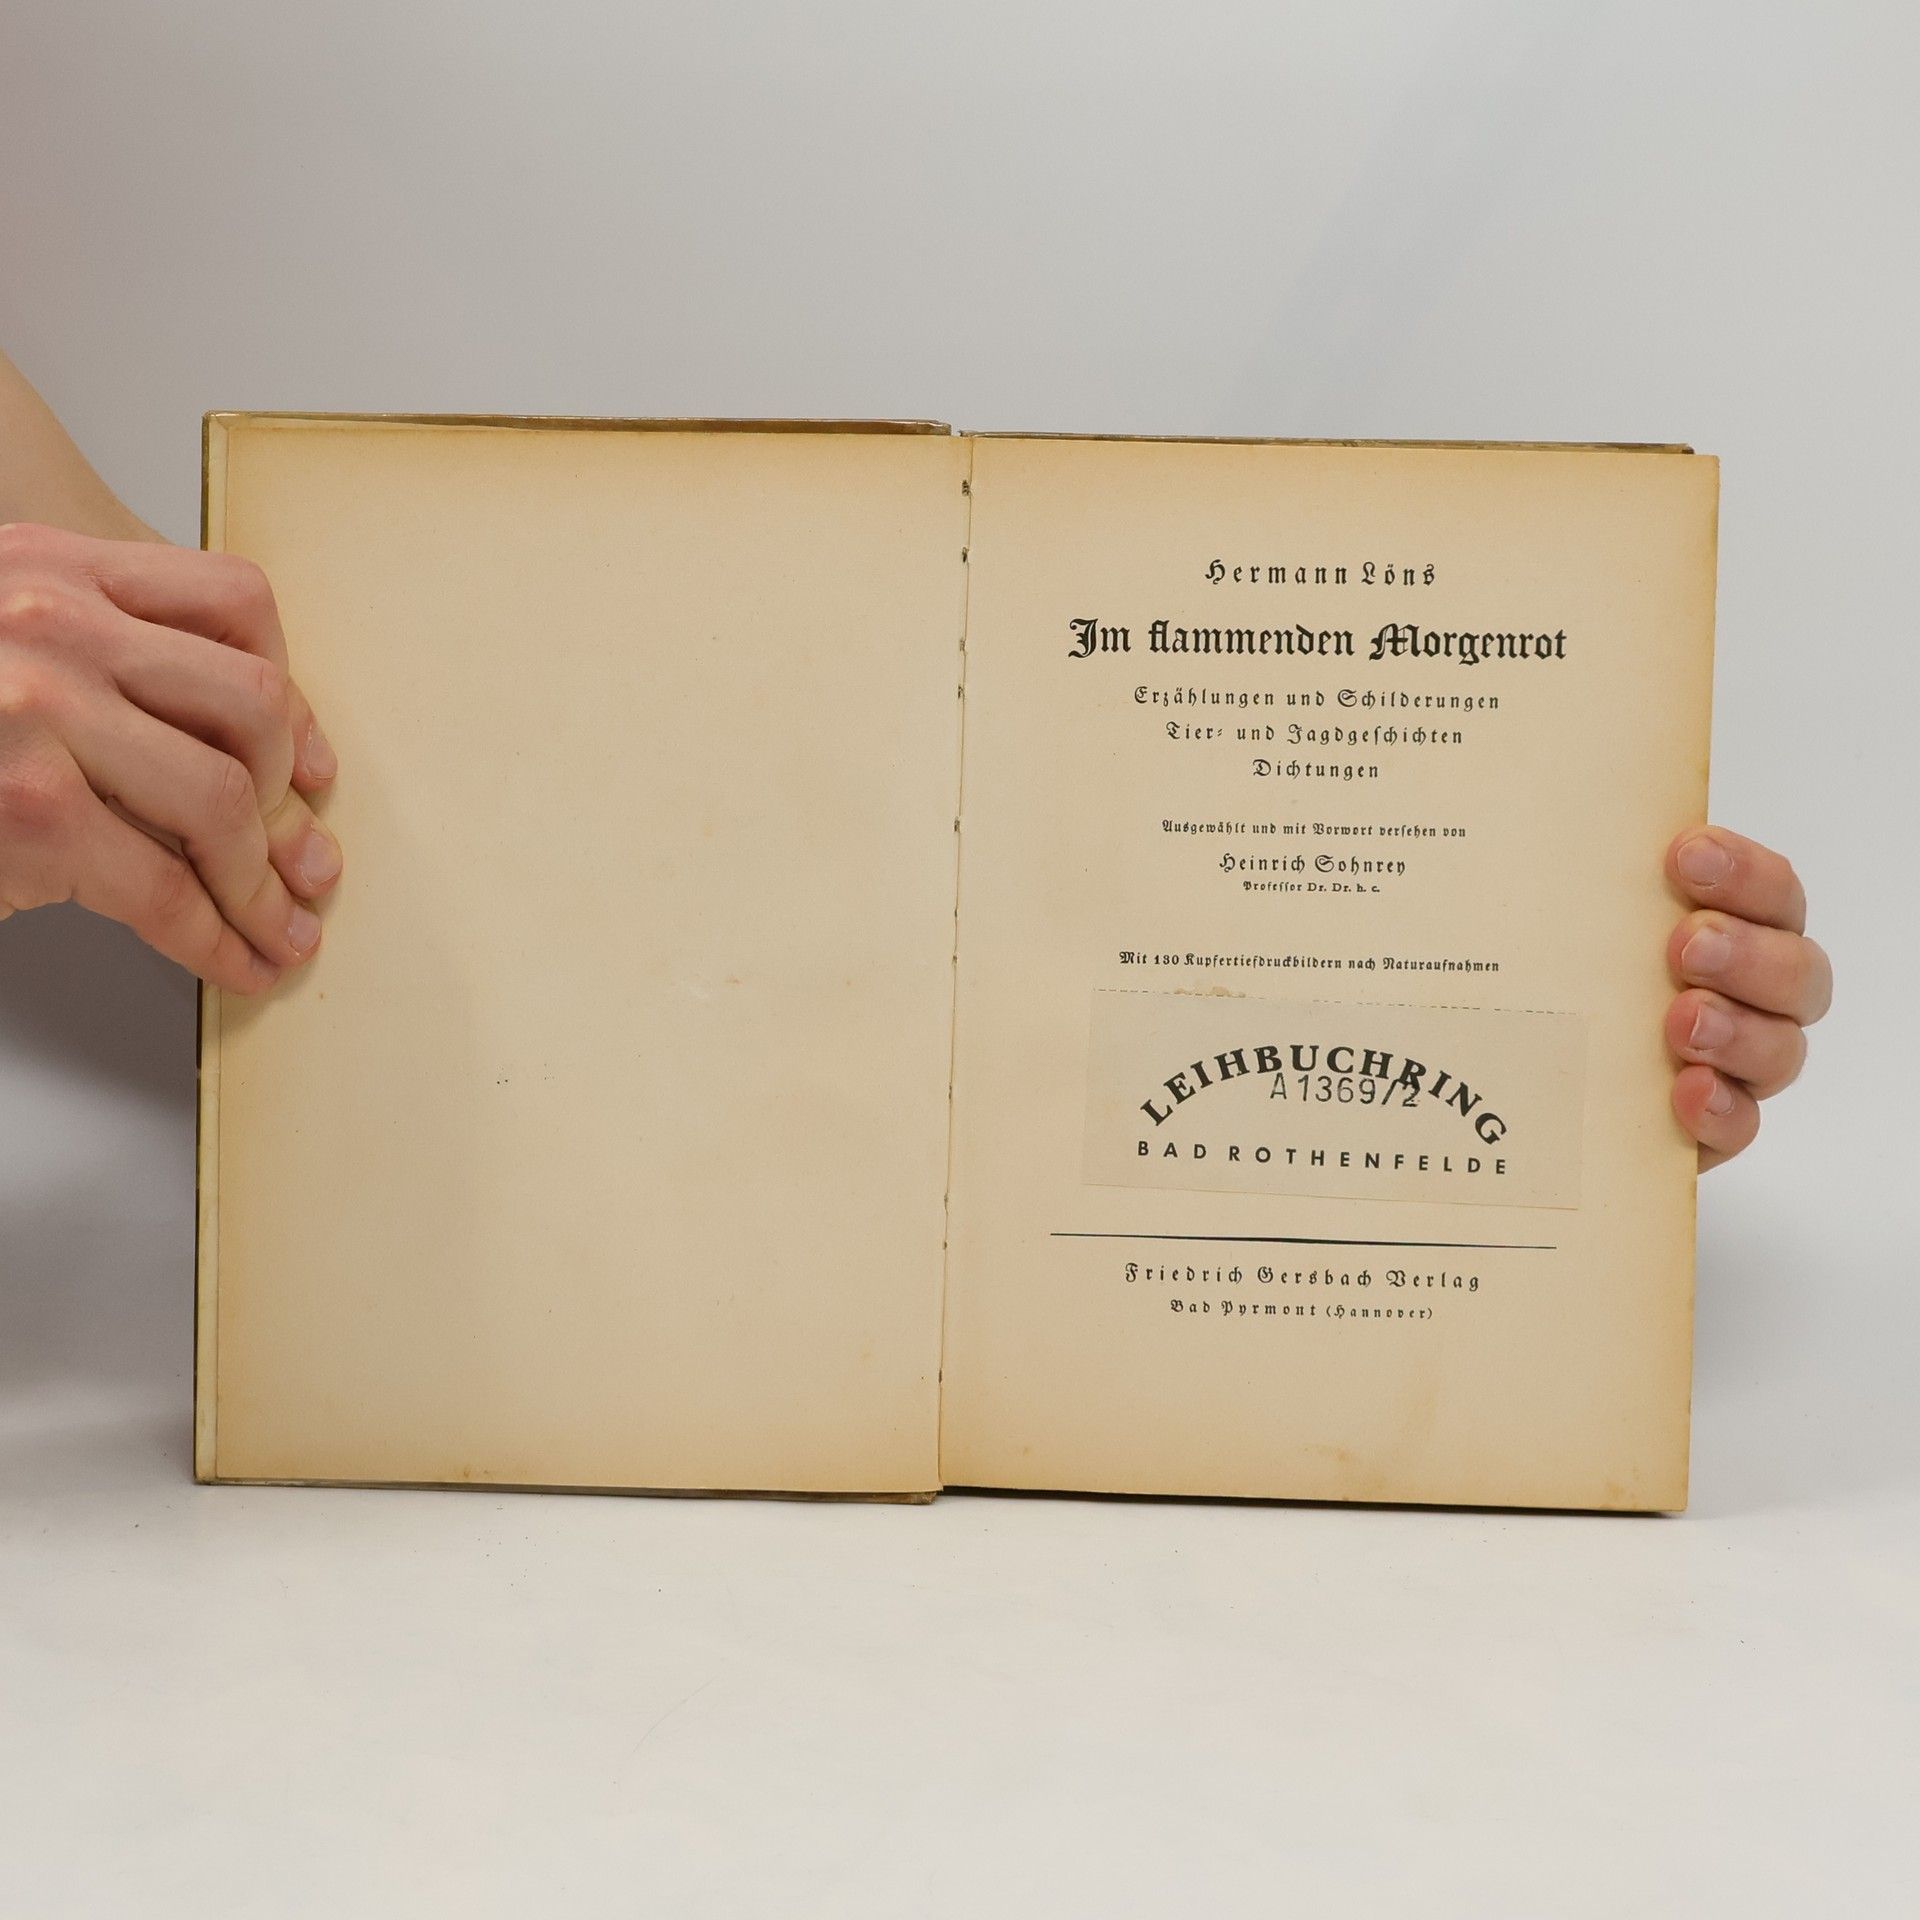 Hermann Löns
Im flammenden Morgenrot
Erzählungen und Schilderungen
Tier- und Jagdgeſchichten
Dichtungen
Ausgewählt und mit Vorwort verſehen von
Heinrich Sohnrey
Profeſſor Dr. Dr. h. c.
Mit 130 Kupfertiefdruckbildern nach Naturaufnahmen
LEIHBUCHRING
A 1369/2
BAD ROTHENFELDE
Friedrich Gersbach Verlag
Bad Pyrmont (Hannover)